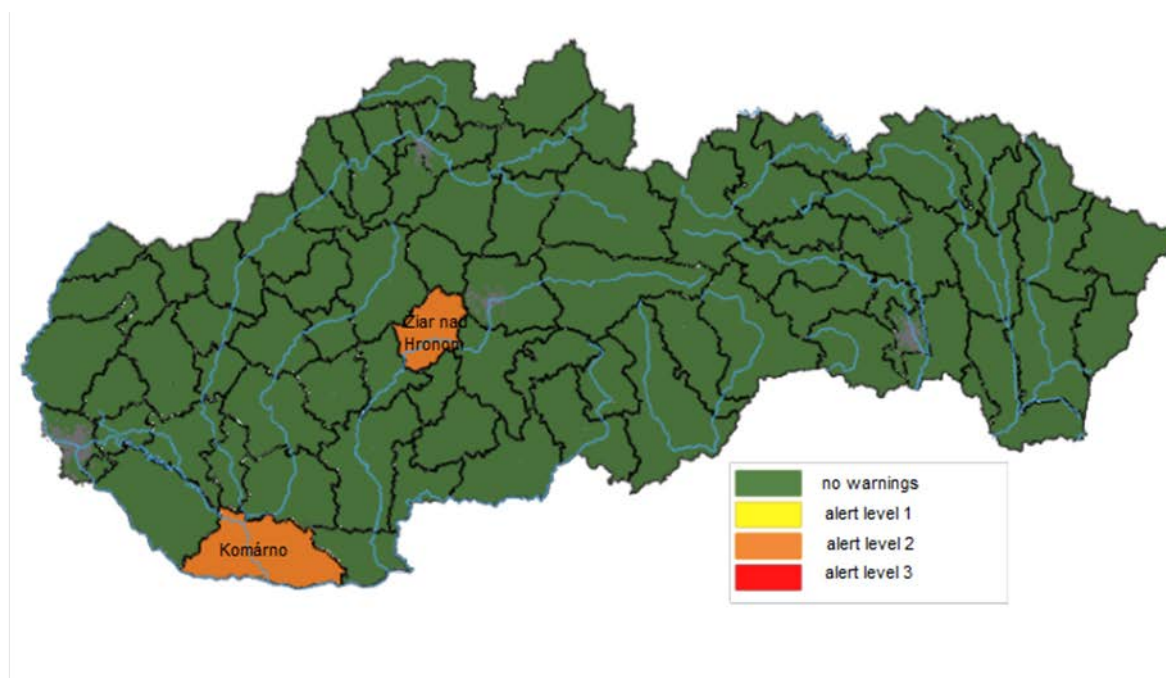 Ziar nad
Hronom
Komárno
no warnings
alert level 1
alert level 2
alert level 3